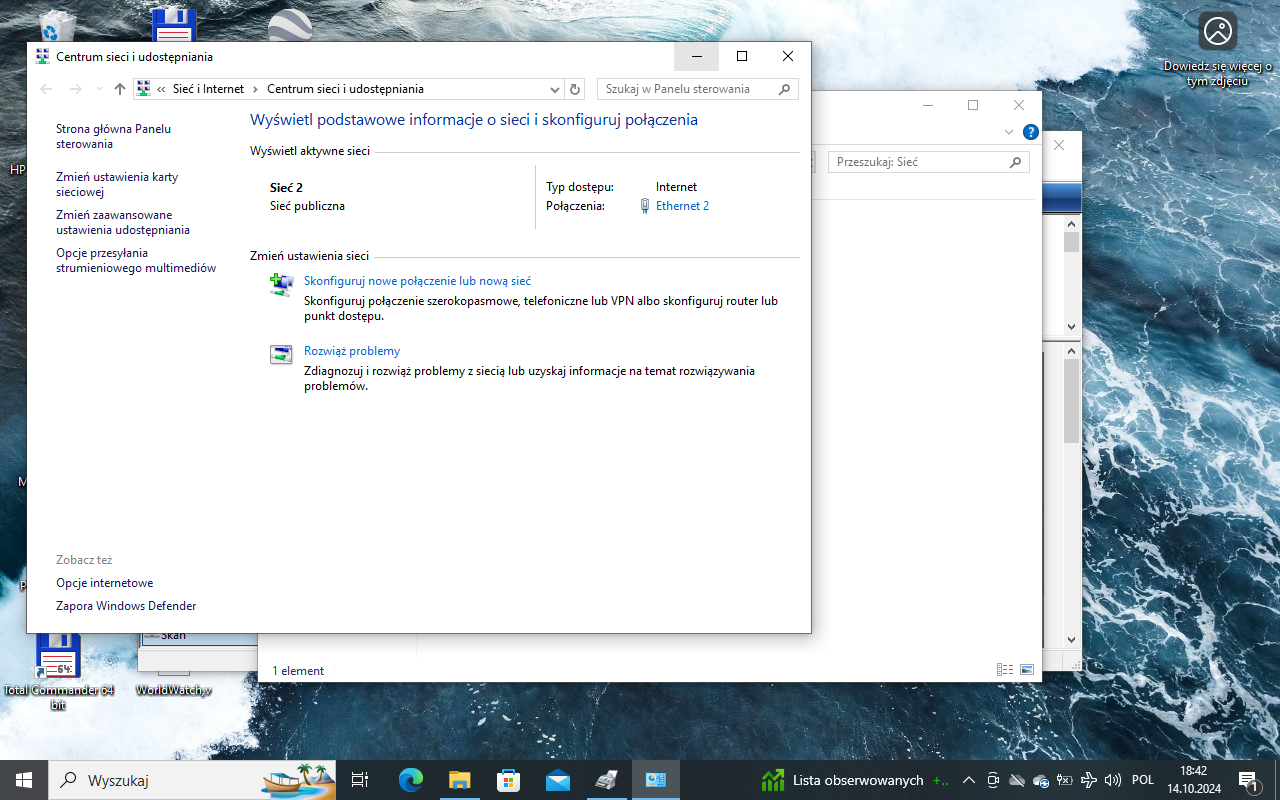 Centrum sieci i udostępniania
Sieć i Internet
Centrum sieci i udostępniania
Szukaj w Panelu sterowania
Strona główna Panelu
sterowania
Zmień ustawienia karty
sieciowej
Zmień zaawansowane
ustawienia udostępniania
Opcje przesyłania
strumieniowego multimediów
Wyświetl podstawowe informacje o sieci i skonfiguruj połączenia
Wyświetl aktywne sieci
Sieć 2
Sieć publiczna
Typ dostępu: Internet
Połączenia: Ethernet 2
Zmień ustawienia sieci
Skonfiguruj nowe połączenie lub nową sieć
Skonfiguruj połączenie szerokopasmowe, telefoniczne lub VPN albo skonfiguruj router lub
punkt dostępu.
Rozwiąż problemy
Zdiagnozuj i rozwiąż problemy z siecią lub uzyskaj informacje na temat rozwiązywania
problemów.
Zobacz też
Opcje internetowe
Zapora Windows Defender
Dowiedz się więcej o
tym zdjęciu
Przeszukaj: Sieć
HP
M
Skan
1 element
64
Total Commander 64
bit
WorldWatch,v
Wyszukaj
Lista obserwowanych
+..
POL
18:42
14.10.2024
1